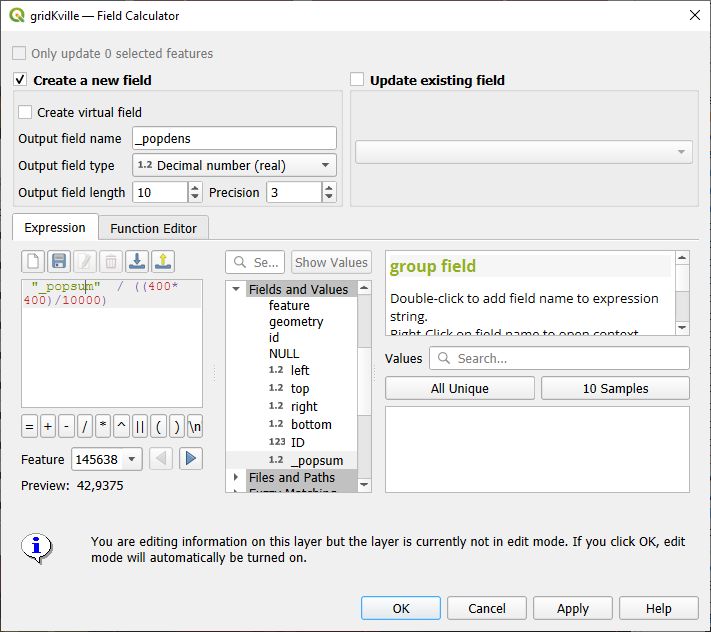 gridKville — Field Calculator
Only update 0 selected features
Create a new field
Update existing field
Create virtual field
Output field name _popdens
Output field type 1.2 Decimal number (real)
Output field length 10 Precision 3
Expression Function Editor
Se... Show Values
"_popsum" / ((400*
400)/10000)
= + - / * ^ || ( ) \n
Feature 145638
Preview: 42,9375
Fields and Values
feature
geometry
id
NULL
1.2 left
1.2 top
1.2 right
1.2 bottom
123 ID
1.2 _popsum
Files and Paths
Fuzzy Matching
group field
Double-click to add field name to expression
string.
Right-Click on field name to open context
Values Search...
All Unique 10 Samples
You are editing information on this layer but the layer is currently not in edit mode. If you click OK, edit
mode will automatically be turned on.
OK Cancel Apply Help